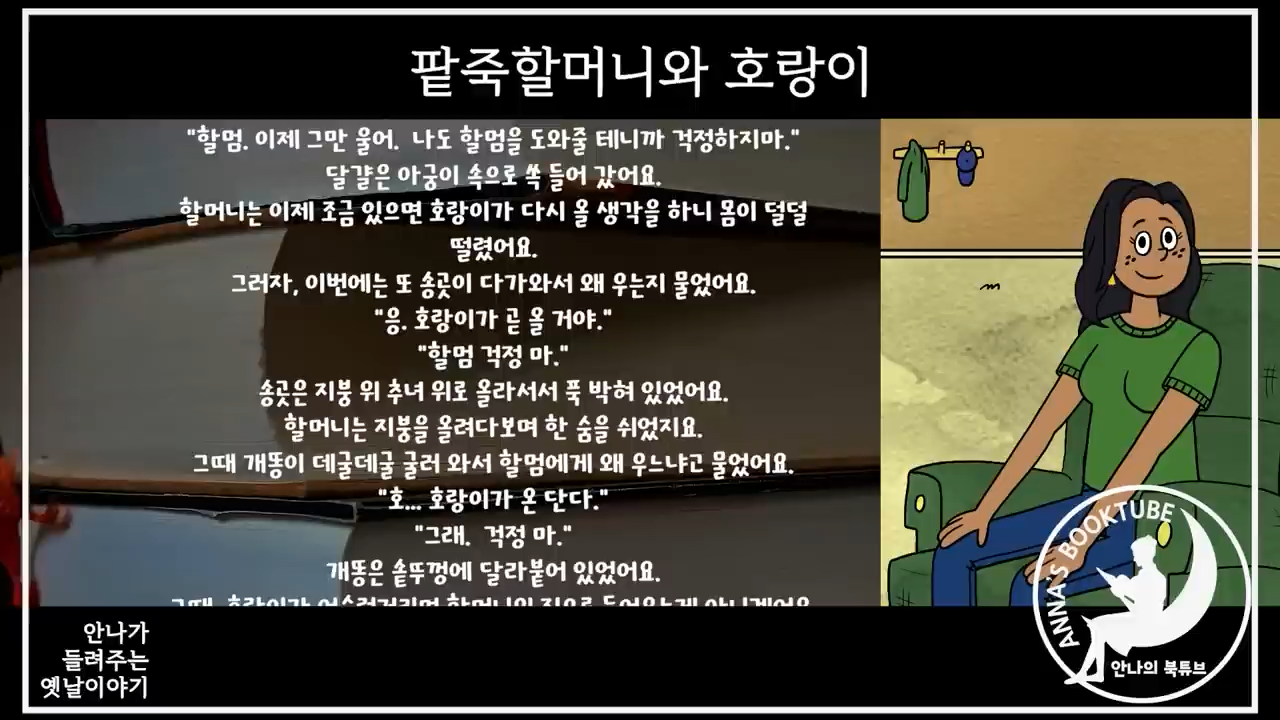 팥죽할머니와 호랑이
"할멈. 이제 그만 울어.  나도 할멈을 도와줄 테니까 걱정하지마."
달걀은 아궁이 속으로 쏙 들어 갔어요.
할머니는 이제 조금 있으면 호랑이가 다시 올 생각을 하니 몸이 덜덜
떨렸어요.
그러자, 이번에는 또 송곳이 다가와서 왜 우는지 물었어요.
"응. 호랑이가 곧 올 거야."
"할멈 걱정 마."
송곳은 지붕 위 추녀 위로 올라서서 푹 박혀 있었어요.
할머니는 지붕을 올려다보며 한 숨을 쉬었지요.
그때 개똥이 데굴데굴 굴러 와서 할멈에게 왜 우느냐고 물었어요.
"호... 호랑이가 온 단다."
"그래.  걱정 마."
개똥은 솥뚜껑에 달라붙어 있었어요.
안나가
들려주는
옛날이야기
ANNA'S BOOKTUBE
안나의 북튜브